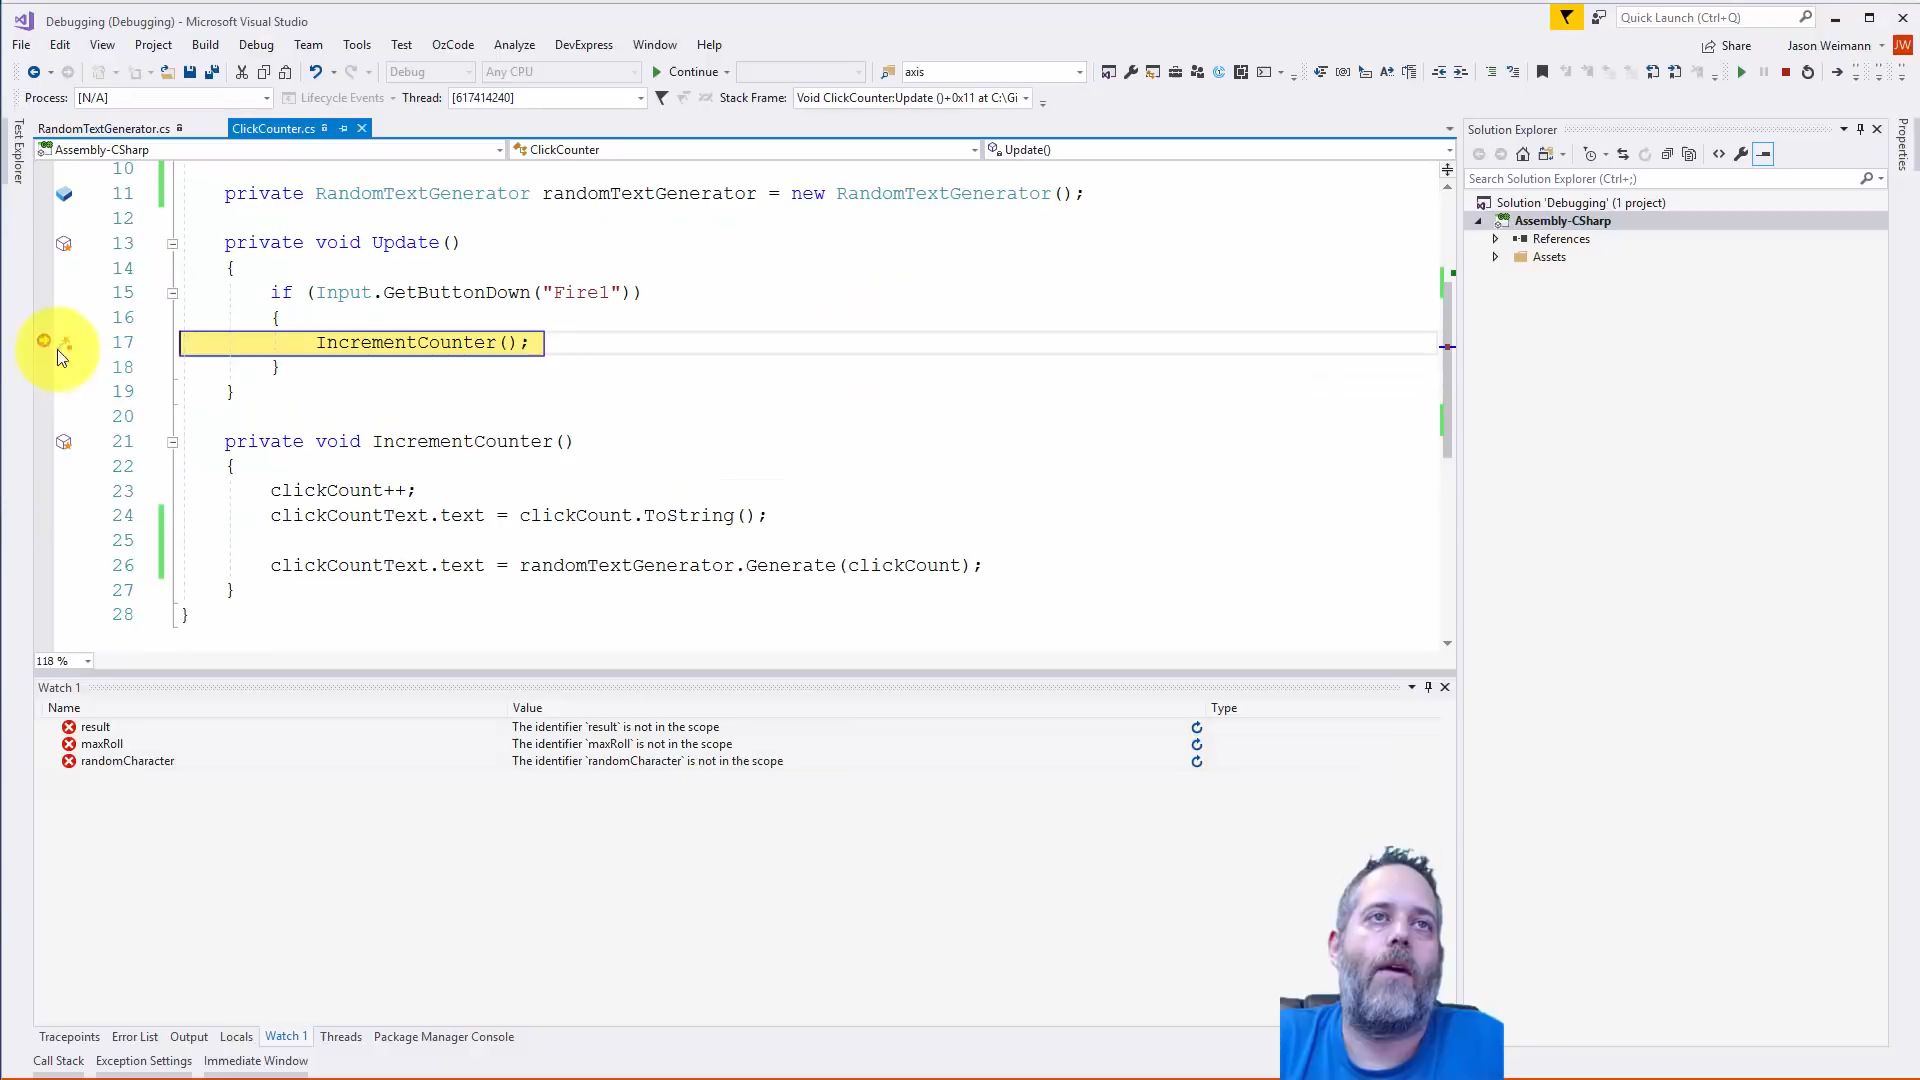 Debugging (Debugging) - Microsoft Visual Studio
Quick Launch (Ctrl+Q)
File Edit View Project Build Debug Team Tools Test OzCode Analyze DevExpress Window Help
Share Jason Weimann JW
Debug Any CPU Continue axis
Process: [N/A] Lifecycle Events Thread: [617414240] Stack Frame: Void ClickCounter:Update ()+0x11 at C:\Gi
Test Explorer
RandomTextGenerator.cs ClickCounter.cs
Assembly-CSharp ClickCounter Update()
10
11 private RandomTextGenerator randomTextGenerator = new RandomTextGenerator();
12
13 private void Update()
14 {
15 if (Input.GetButtonDown("Fire1"))
16 {
17 IncrementCounter();
18 }
19 }
20
21 private void IncrementCounter()
22 {
23 clickCount++;
24 clickCountText.text = clickCount.ToString();
25
26 clickCountText.text = randomTextGenerator.Generate(clickCount);
27 }
28 }
118 %
Watch 1
Name Value Type
result The identifier `result` is not in the scope
maxRoll The identifier `maxRoll` is not in the scope
randomCharacter The identifier `randomCharacter` is not in the scope
Tracepoints Error List Output Locals Watch 1 Threads Package Manager Console
Call Stack Exception Settings Immediate Window
Solution Explorer
Search Solution Explorer (Ctrl+;)
Solution 'Debugging' (1 project)
Assembly-CSharp
References
Assets
Properties